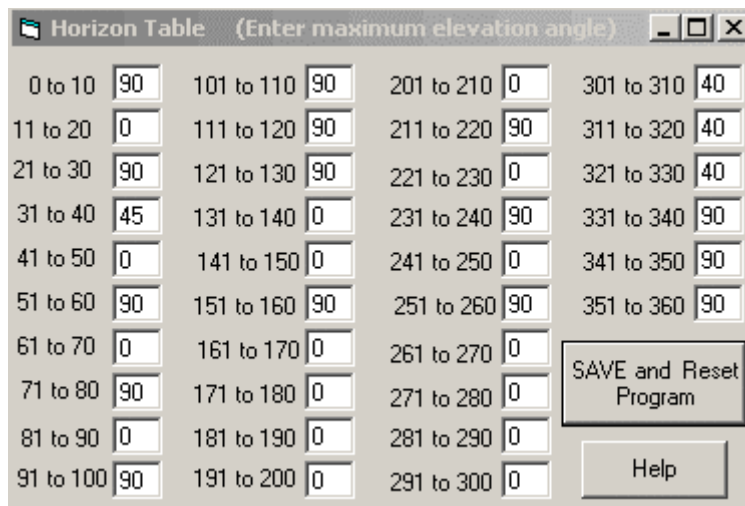 Horizon Table (Enter maximum elevation angle)
0 to 10 90 101 to 110 90 201 to 210 0 301 to 310 40
11 to 20 0 111 to 120 90 211 to 220 90 311 to 320 40
21 to 30 90 121 to 130 90 221 to 230 0 321 to 330 40
31 to 40 45 131 to 140 0 231 to 240 90 331 to 340 90
41 to 50 0 141 to 150 0 241 to 250 0 341 to 350 90
51 to 60 90 151 to 160 90 251 to 260 90 351 to 360 90
61 to 70 0 161 to 170 0 261 to 270 0
71 to 80 90 171 to 180 0 271 to 280 0
81 to 90 0 181 to 190 0 281 to 290 0
91 to 100 90 191 to 200 0 291 to 300 0
SAVE and Reset
Program
Help